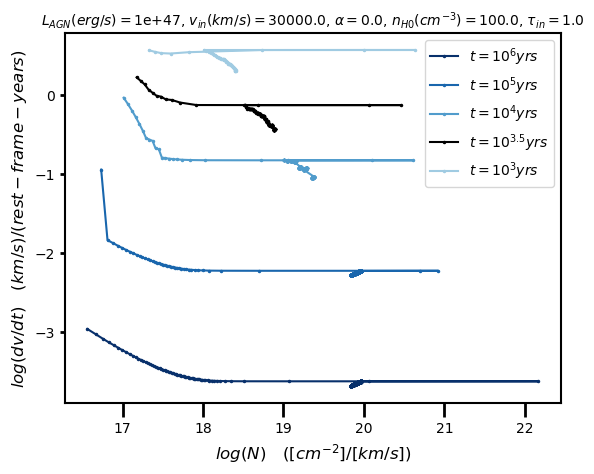 L_AGN(erg/s) = 1e+47, v_in(km/s) = 30000.0, α = 0.0, n_H0(cm^−3) = 100.0, τ_in = 1.0
t = 10^6 yrs
t = 10^5 yrs
t = 10^4 yrs
t = 10^3.5 yrs
t = 10^3 yrs
log(dv/dt) (km/s)/(rest − frame − years)
0
−1
−2
−3
17 18 19 20 21 22
log(N) ([cm^−2]/[km/s])